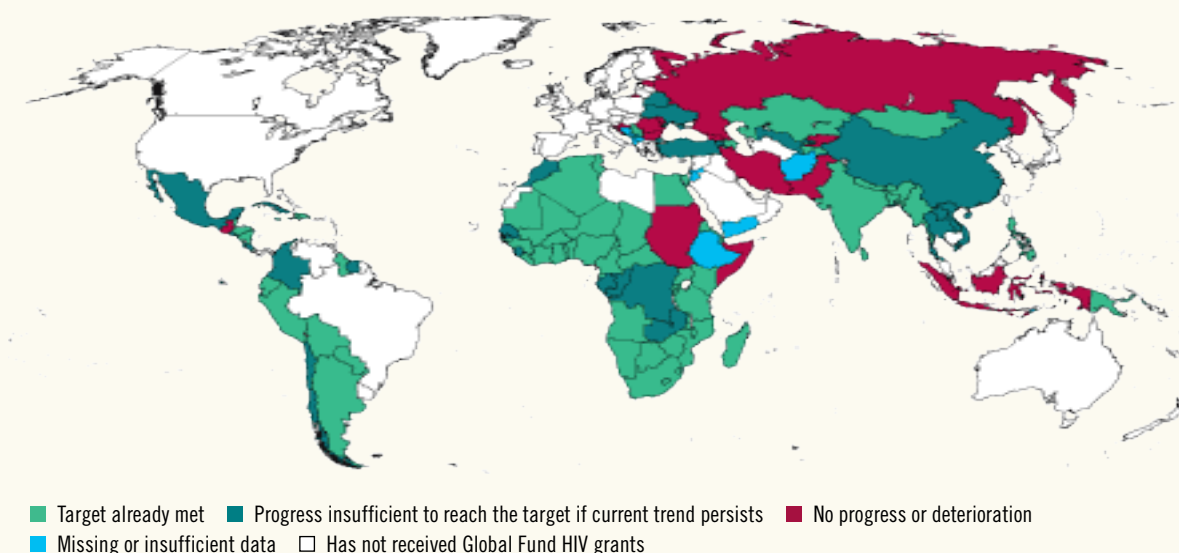 Target already met Progress insufficient to reach the target if current trend persists No progress or deterioration
Missing or insufficient data Has not received Global Fund HIV grants